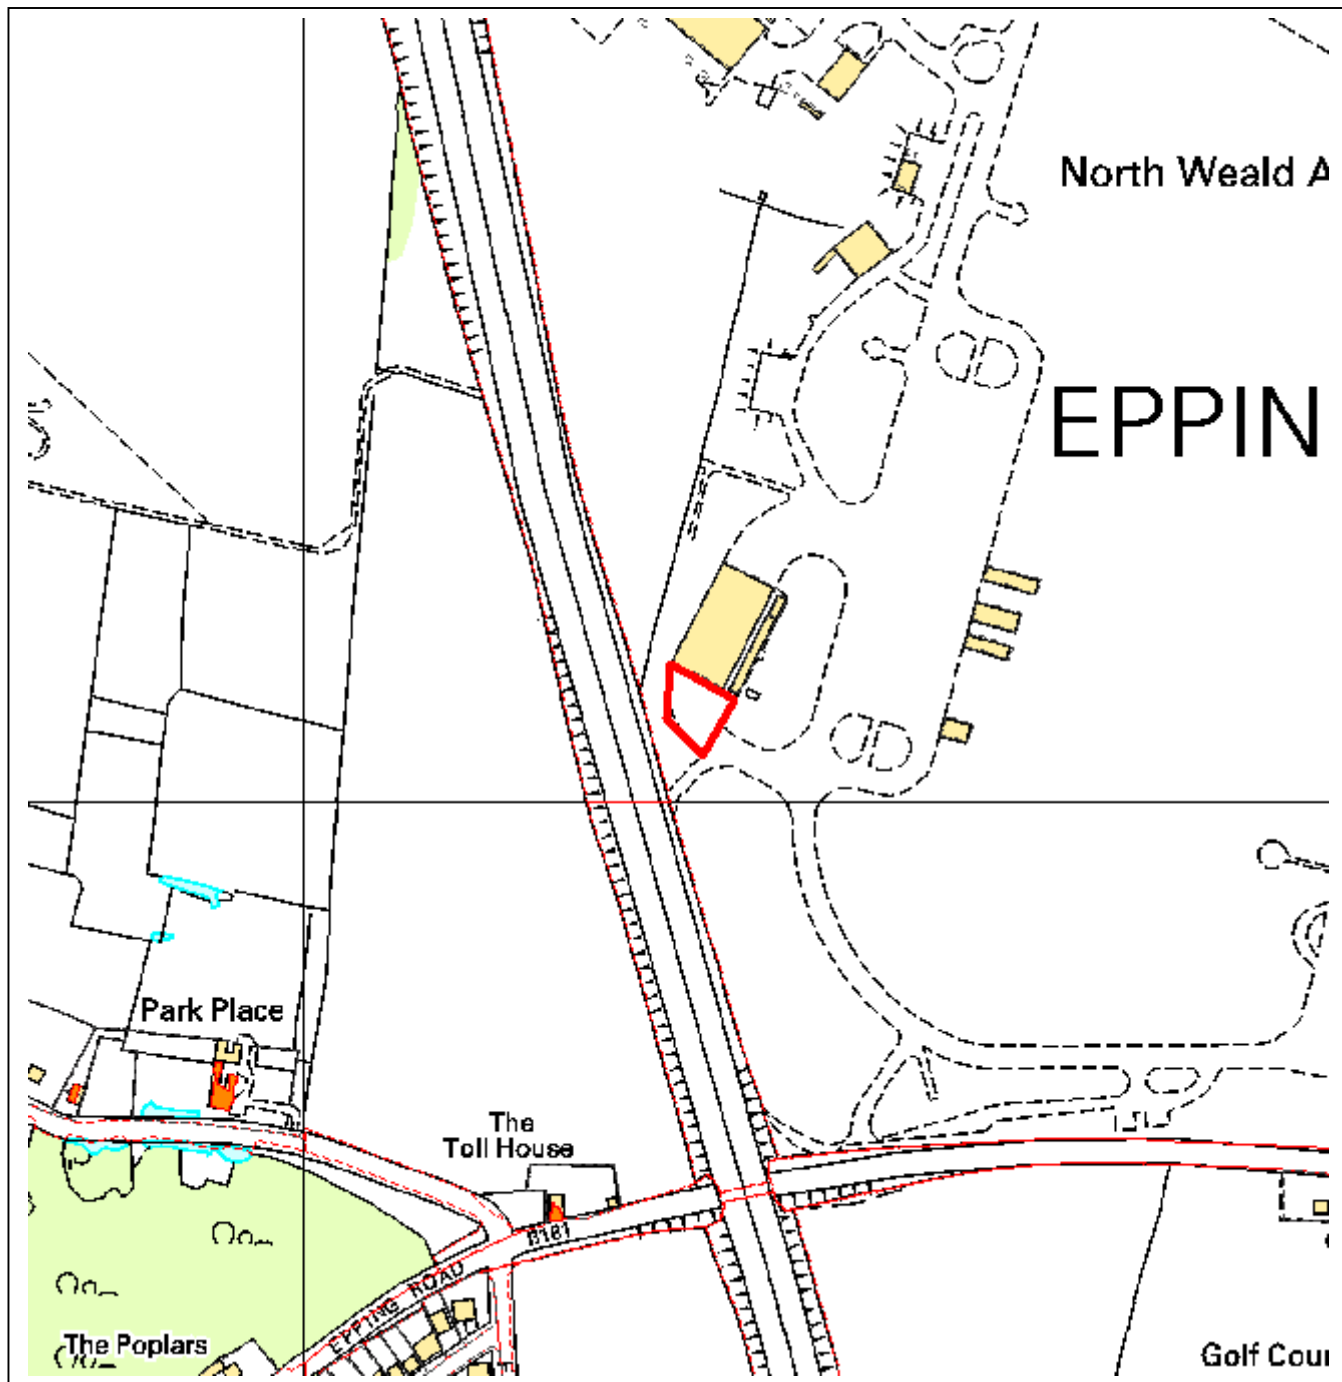 North Weald A
EPPIN
Park Place
The
Toll House
B181
EPPING ROAD
The Poplars
Golf Cour